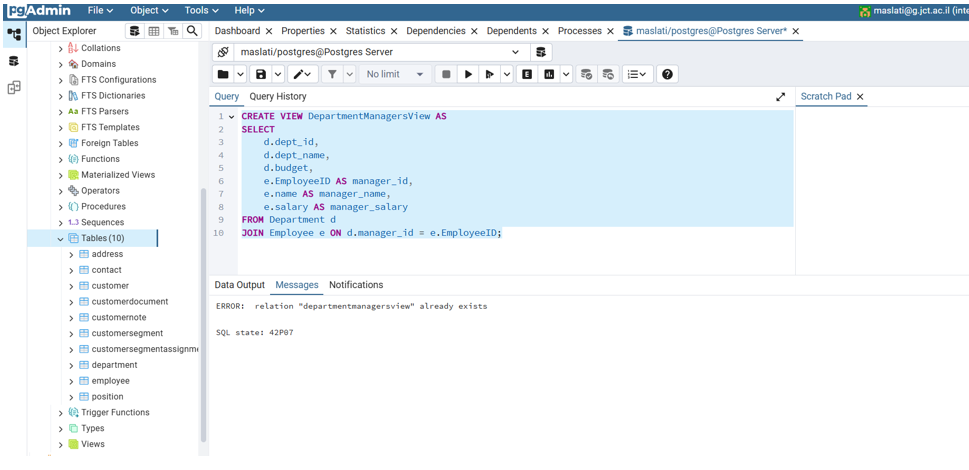 pgAdmin File Object Tools Help maslati@g.jct.ac.il (inte
Object Explorer
Dashboard Properties Statistics Dependencies Dependents Processes maslati/postgres@Postgres Server*
Collations
Domains
FTS Configurations
FTS Dictionaries
FTS Parsers
FTS Templates
Foreign Tables
Functions
Materialized Views
Operators
Procedures
1..3 Sequences
Tables (10)
address
contact
customer
customerdocument
customernote
customersegment
customersegmentassignme
department
employee
position
Trigger Functions
Types
Views
maslati/postgres@Postgres Server
No limit
Query Query History
Scratch Pad
1 CREATE VIEW DepartmentManagersView AS
2 SELECT
3 d.dept_id,
4 d.dept_name,
5 d.budget,
6 e.EmployeeID AS manager_id,
7 e.name AS manager_name,
8 e.salary AS manager_salary
9 FROM Department d
10 JOIN Employee e ON d.manager_id = e.EmployeeID;
Data Output Messages Notifications
ERROR: relation "departmentmanagersview" already exists
SQL state: 42P07